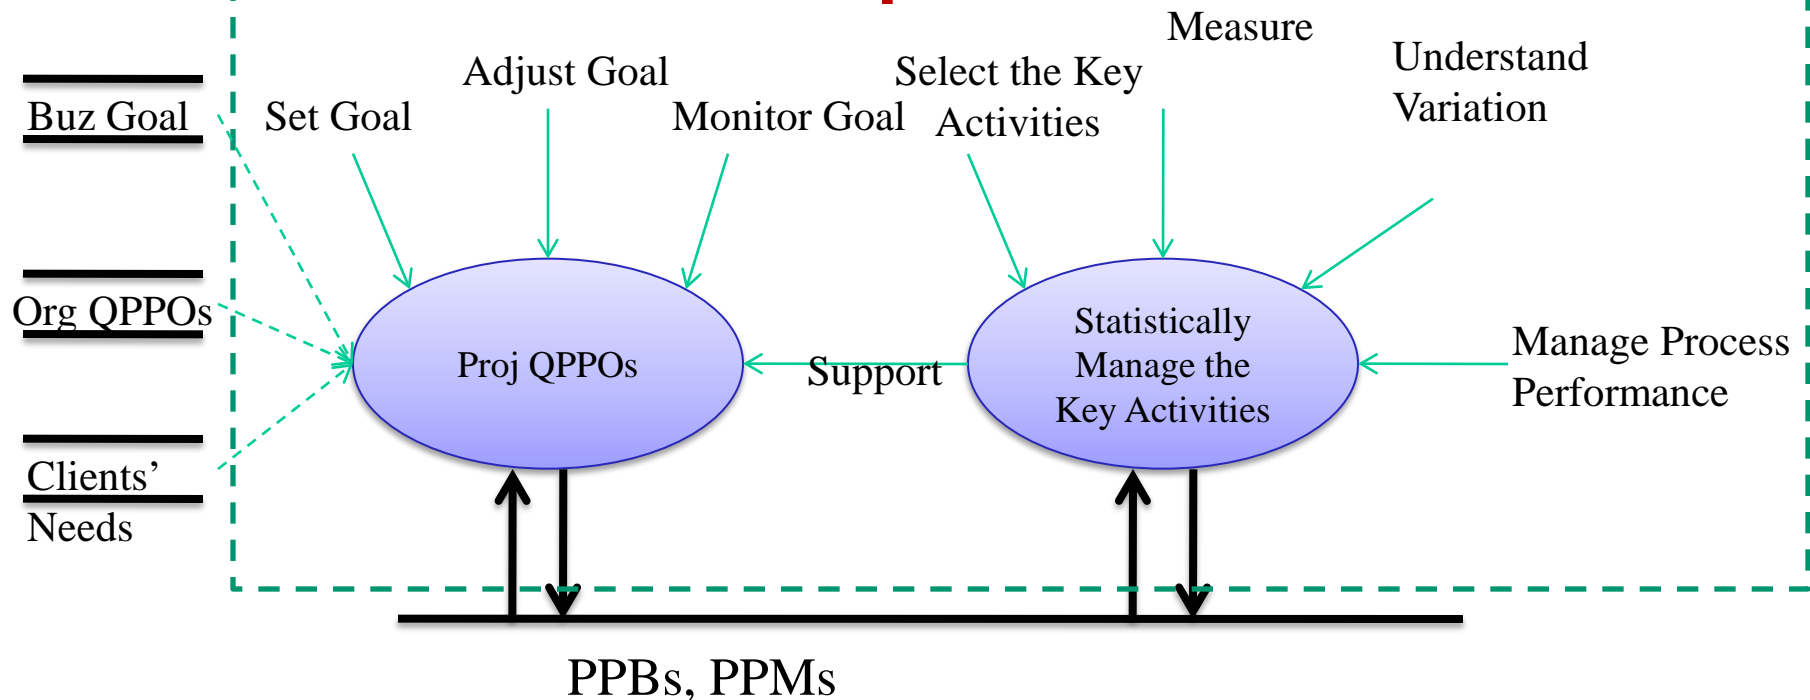 Measure
Understand
Variation
Adjust Goal
Select the Key
Activities
Buz Goal
Set Goal
Monitor Goal
Org QPPOs
Proj QPPOs
Support
Statistically
Manage the
Key Activities
Manage Process
Performance
Clients’
Needs
PPBs, PPMs